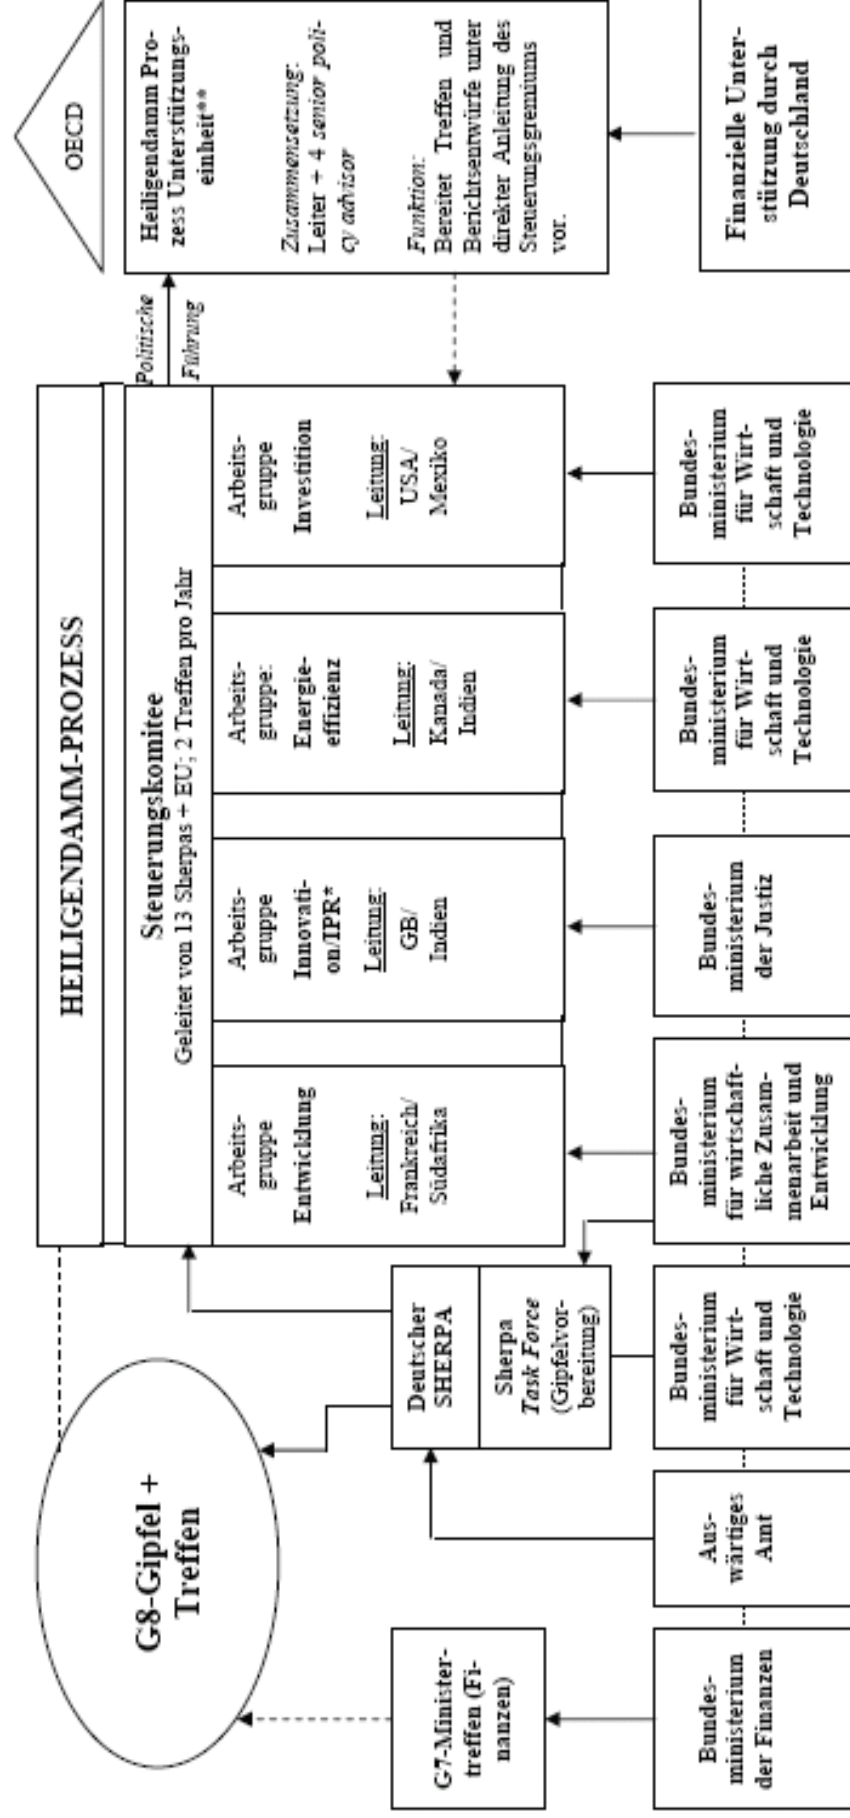 HEILIGENDAMM-PROZESS
OECD
G8-Gipfel +
Treffen
Steuerungskomitee
Geleitet von 13 Sherpas + EU; 2 Treffen pro Jahr
Politische
Führung
Heiligendamm Pro-
zess Unterstützungs-
einheit**
Zusammensetzung:
Leiter + 4 senior poli-
cy advisor
Funktion:
Bereitet Treffen und
Berichtsentwürfe unter
direkter Anleitung des
Steuerungsgremiums
vor.
Arbeits-
gruppe
Entwicklung
Leitung:
Frankreich/
Südafrika
Arbeits-
gruppe
Innovati-
on/IPR*
Leitung:
GB/
Indien
Arbeits-
gruppe:
Energie-
effizienz
Leitung:
Kanada/
Indien
Arbeits-
gruppe
Investition
Leitung:
USA/
Mexiko
G7-Minister-
treffen (Fi-
nanzen)
Deutscher
SHERPA
Sherpa
Task Force
(Gipfelvor-
bereitung)
Bundes-
ministerium
der Finanzen
Aus-
wärtiges
Amt
Bundes-
ministerium
für Wirt-
schaft und
Technologie
Bundes-
ministerium
für wirtschaft-
liche Zusam-
menarbeit und
Entwicklung
Bundes-
ministerium
der Justiz
Bundes-
ministerium
für Wirt-
schaft und
Technologie
Bundes-
ministerium
für Wirt-
schaft und
Technologie
Finanzielle Unter-
stützung durch
Deutschland